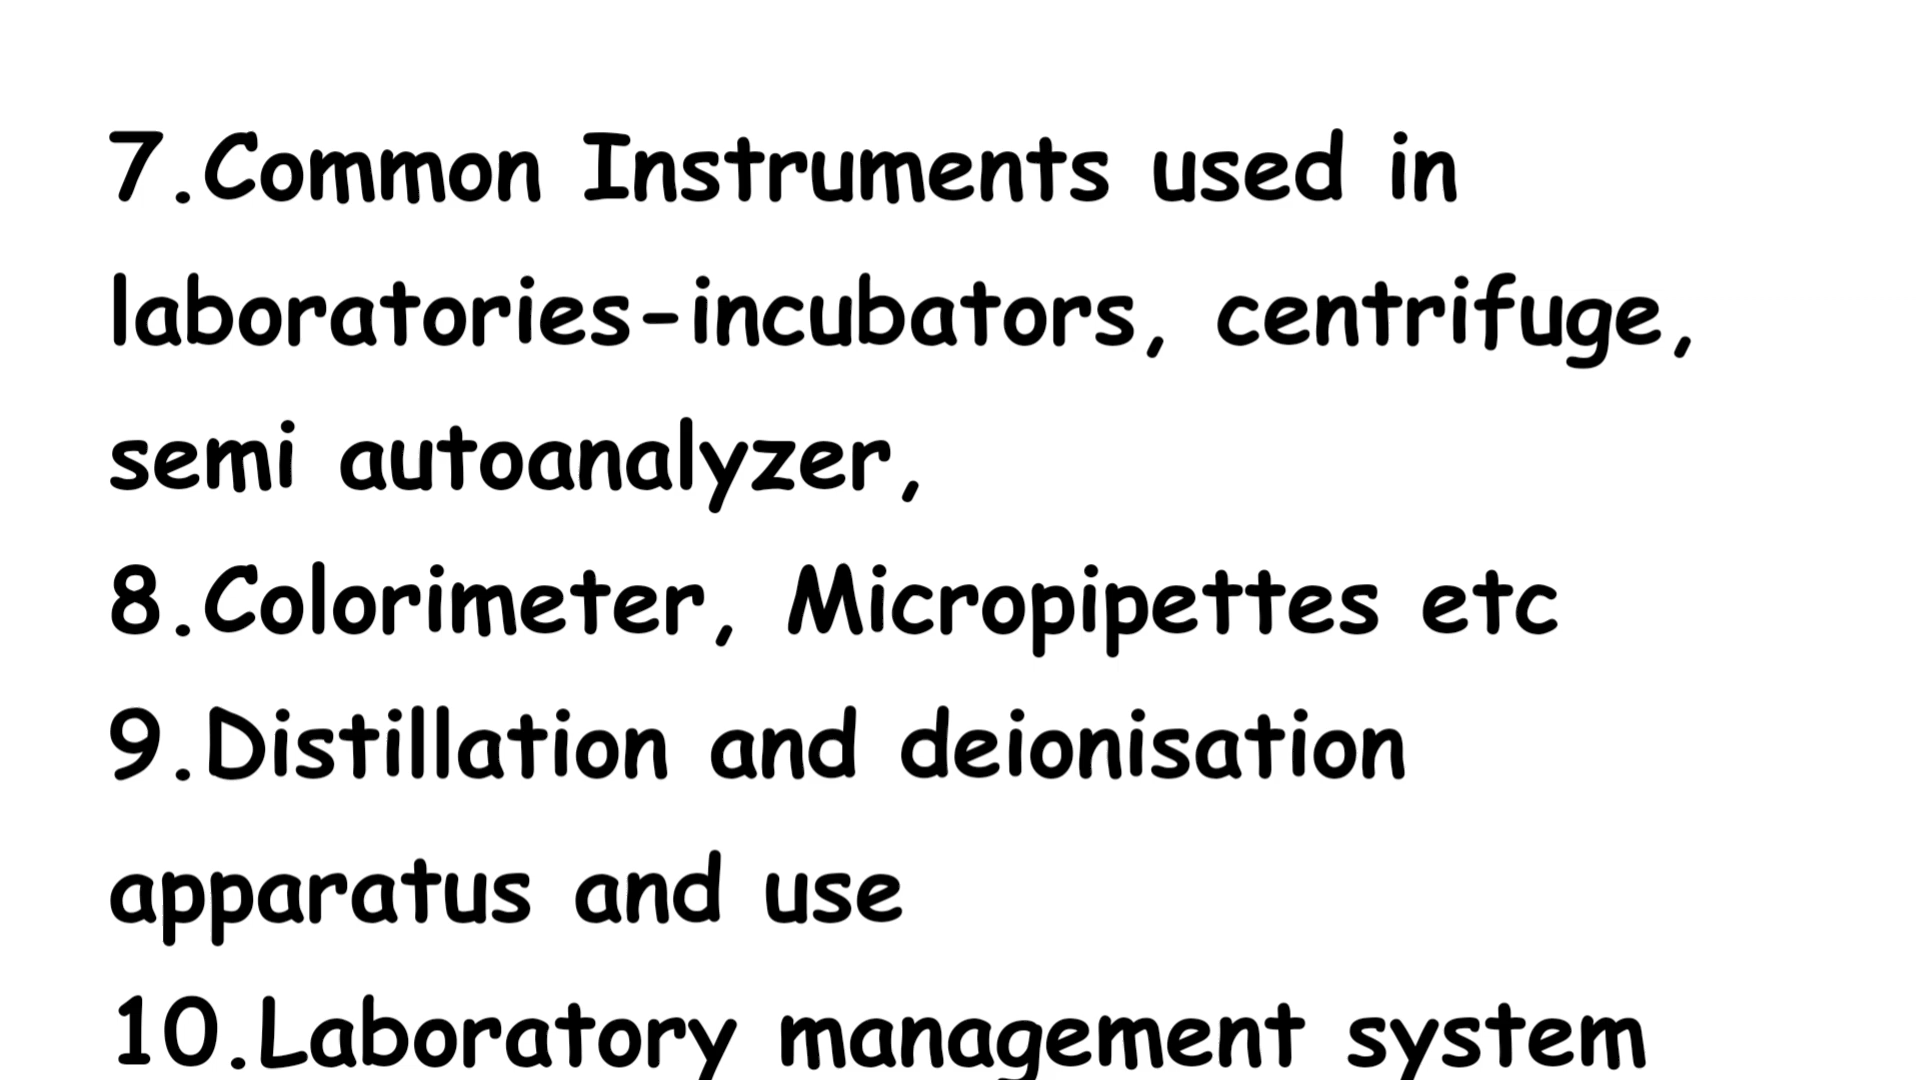 7.Common Instruments used in
laboratories-incubators, centrifuge,
semi autoanalyzer,
8.Colorimeter, Micropipettes etc
9.Distillation and deionisation
apparatus and use
10.Laboratory management system